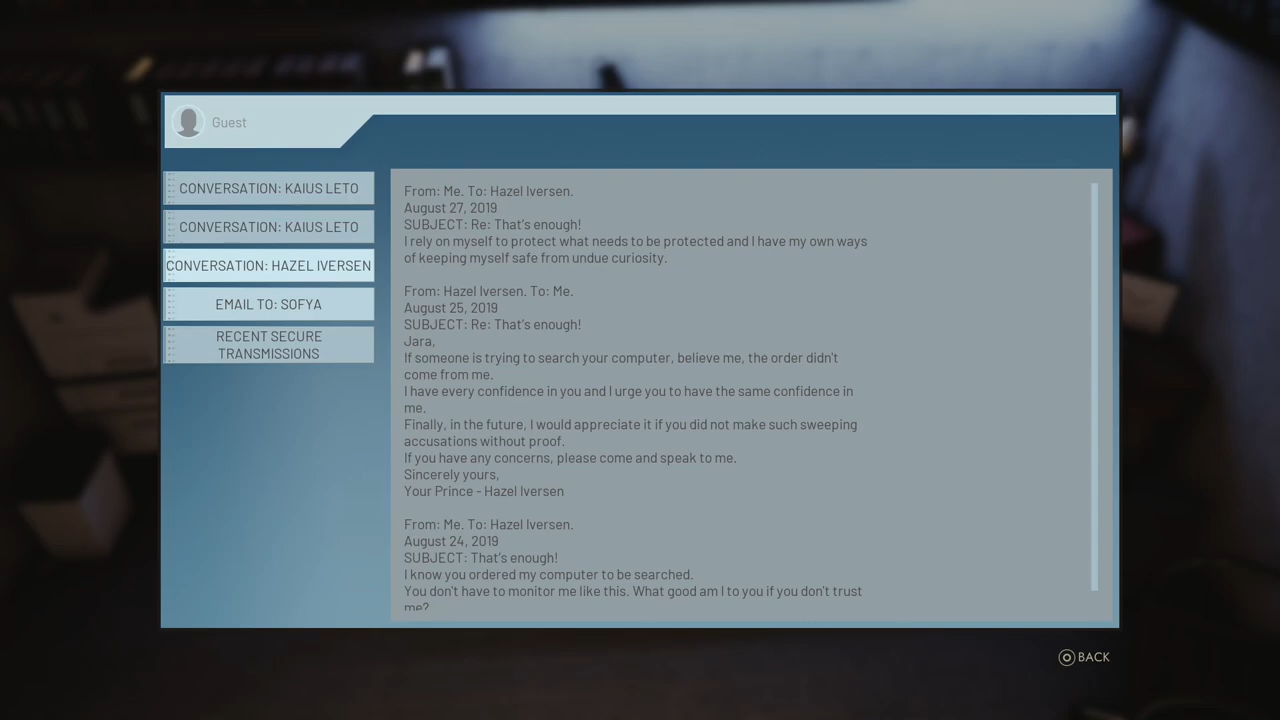 Guest
CONVERSATION: KAIUS LETO
CONVERSATION: KAIUS LETO
CONVERSATION: HAZEL IVERSEN
EMAIL TO: SOFYA
RECENT SECURE
TRANSMISSIONS
From: Me. To: Hazel Iversen.
August 27, 2019
SUBJECT: Re: That's enough!
I rely on myself to protect what needs to be protected and I have my own ways
of keeping myself safe from undue curiosity.
From: Hazel Iversen. To: Me.
August 25, 2019
SUBJECT: Re: That's enough!
Jara,
If someone is trying to search your computer, believe me, the order didn't
come from me.
I have every confidence in you and I urge you to have the same confidence in
me.
Finally, in the future, I would appreciate it if you did not make such sweeping
accusations without proof.
If you have any concerns, please come and speak to me.
Sincerely yours,
Your Prince - Hazel Iversen
From: Me. To: Hazel Iversen.
August 24, 2019
SUBJECT: That's enough!
I know you ordered my computer to be searched.
You don't have to monitor me like this. What good am I to you if you don't trust
me?
BACK